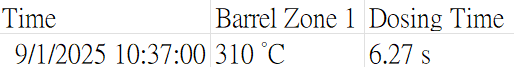 Time Barrel Zone 1 Dosing Time
9/1/2025 10:37:00 310 °C 6.27 s